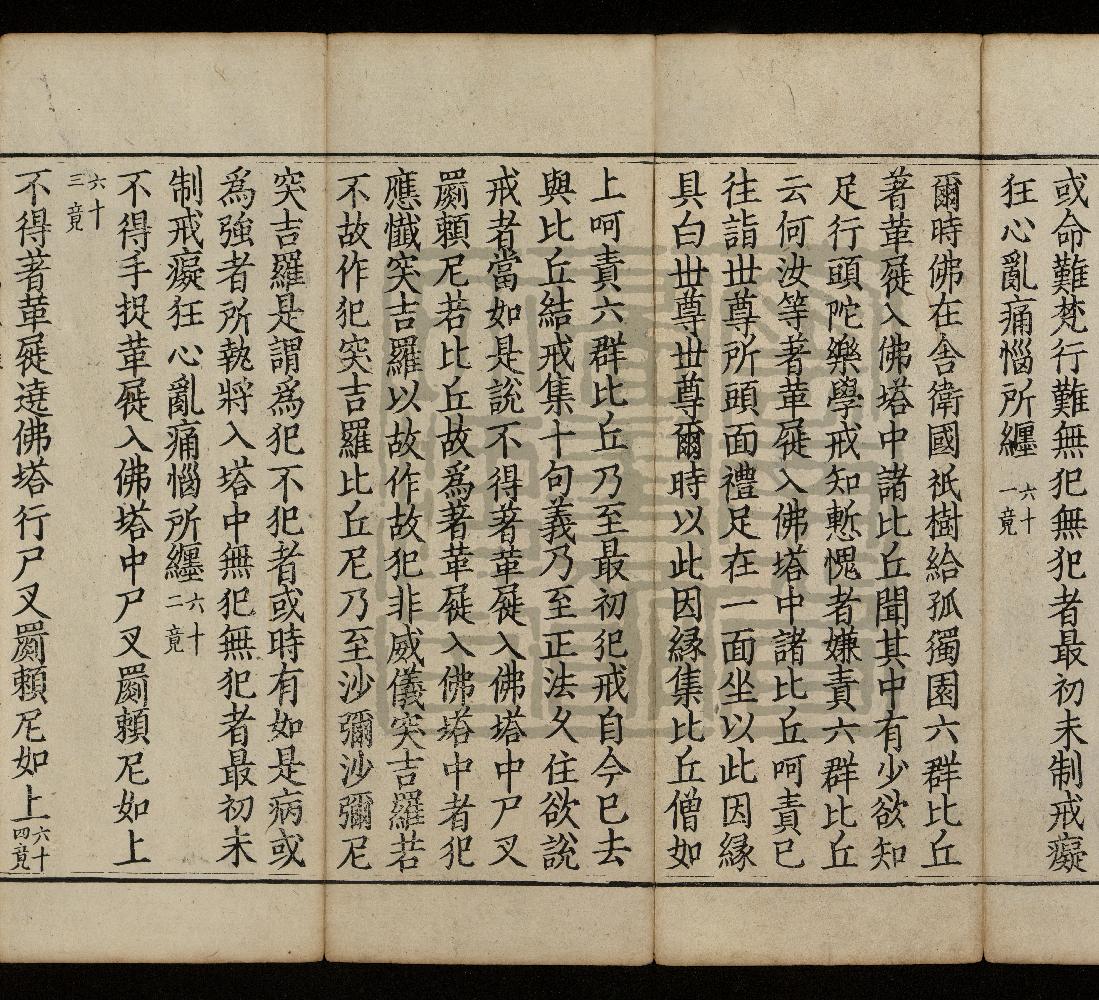 或命難梵行難無犯無犯者最初未制戒癡
狂心亂痛惱所纏六十一竟
爾時佛在舍衛國祇樹給孤獨園六群比丘
著革屣入佛塔中諸比丘聞其中有少欲知
足行頭陀樂學戒知慙愧者嫌責六群比丘
云何汝等著革屣入佛塔中諸比丘呵責已
往詣世尊所頭面禮足在一面坐以此因緣
具白世尊世尊爾時以此因緣集比丘僧如
上呵責六群比丘乃至最初犯戒自今已去
與比丘結戒集十句義乃至正法久住欲說
戒者當如是說不得著革屣入佛塔中尸叉
罽賴尼若比丘故為著革屣入佛塔中者犯
應懺突吉羅以故作故犯非威儀突吉羅若
不故作犯突吉羅比丘尼乃至沙彌沙彌尼
突吉羅是謂為犯不犯者或時有如是病或
為強者所執將入塔中無犯無犯者最初未
制戒癡狂心亂痛惱所纏六十二竟
不得手捉革屣入佛塔中尸叉罽賴尼如上
六十三竟
不得著革屣遶佛塔行尸叉罽賴尼如上六十四竟